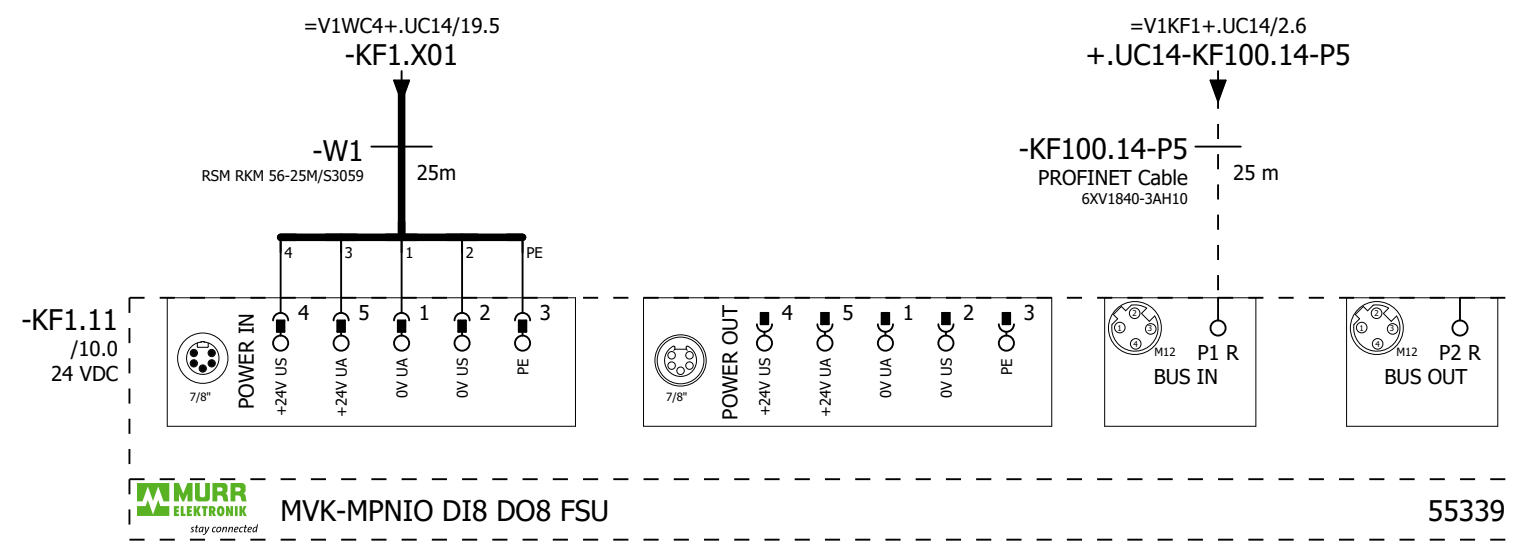 =V1WC4+.UC14/19.5
-KF1.X01
=V1KF1+.UC14/2.6
+.UC14-KF100.14-P5
-W1
RSM RKM 56-25M/S3059
25m
-KF100.14-P5
PROFINET Cable
6XV1840-3AH10
25 m
4 3 1 2 PE
-KF1.11
/10.0
24 VDC
7/8"
POWER IN
4 5 1 2 3
+24V US
+24V UA
0V UA
0V US
PE
7/8"
POWER OUT
4 5 1 2 3
+24V US
+24V UA
0V UA
0V US
PE
1 2 3 4
M12
P1 R
BUS IN
1 2 3 4
M12
P2 R
BUS OUT
MURR
ELEKTRONIK
stay connected
MVK-MPNIO DI8 DO8 FSU
55339